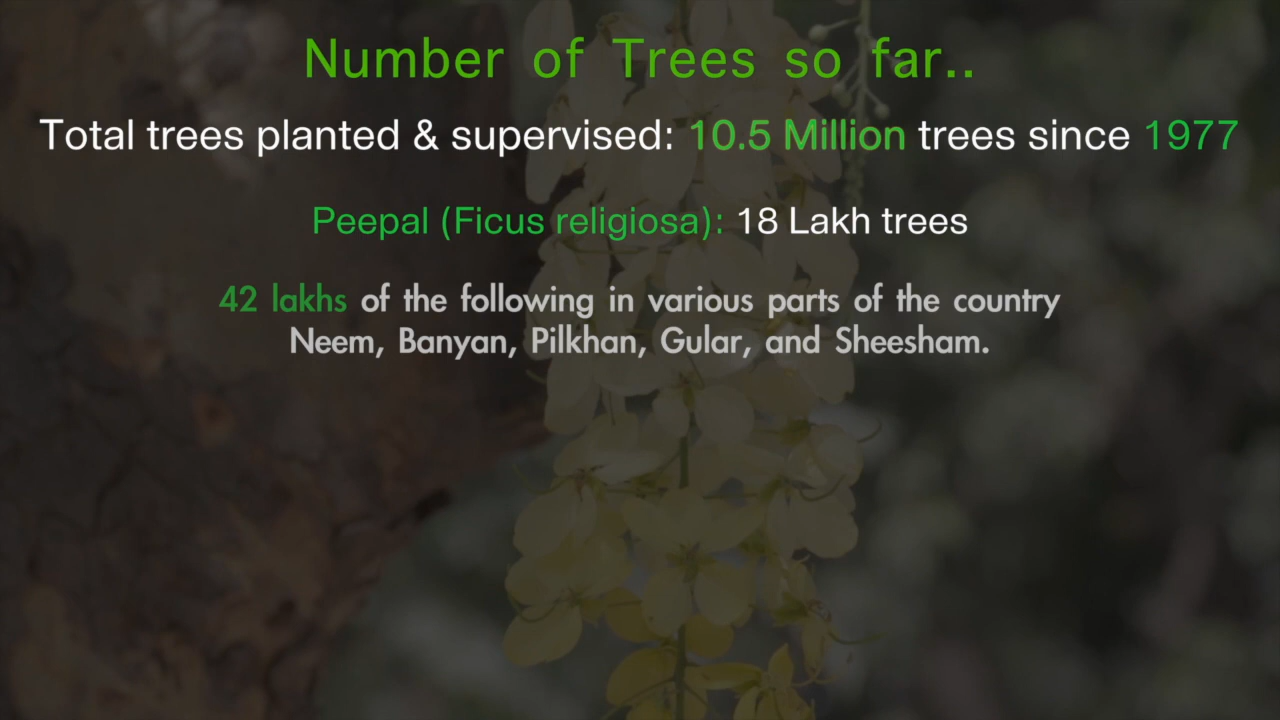 Number of Trees so far..
Total trees planted & supervised: 10.5 Million trees since 1977
Peepal (Ficus religiosa): 18 Lakh trees
42 lakhs of the following in various parts of the country
Neem, Banyan, Pilkhan, Gular, and Sheesham.